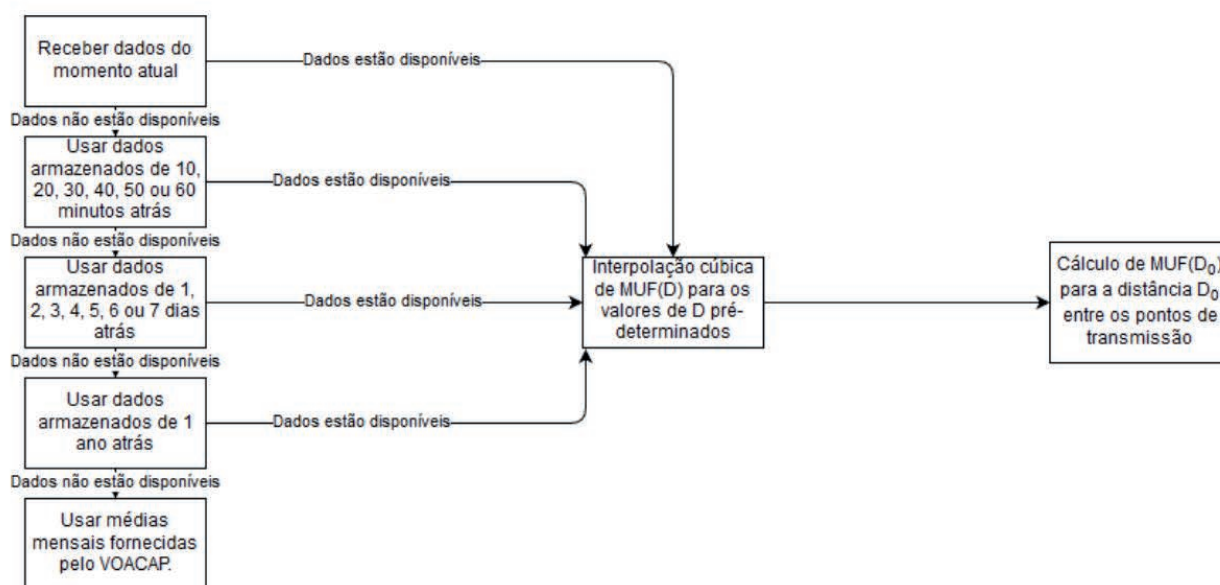 Receber dados do
momento atual
Dados estão disponíveis
Dados não estão disponíveis
Usar dados
armazenados de 10,
20, 30, 40, 50 ou 60
minutos atrás
Dados estão disponíveis
Dados não estão disponíveis
Usar dados
armazenados de 1,
2, 3, 4, 5, 6 ou 7 dias
atrás
Dados estão disponíveis
Dados não estão disponíveis
Usar dados
armazenados de 1
ano atrás
Dados estão disponíveis
Dados não estão disponíveis
Usar médias
mensais fornecidas
pelo VOACAP.
Interpolação cúbica
de MUF(D) para os
valores de D pré-
determinados
Cálculo de MUF(D₀)
para a distância D₀
entre os pontos de
transmissão